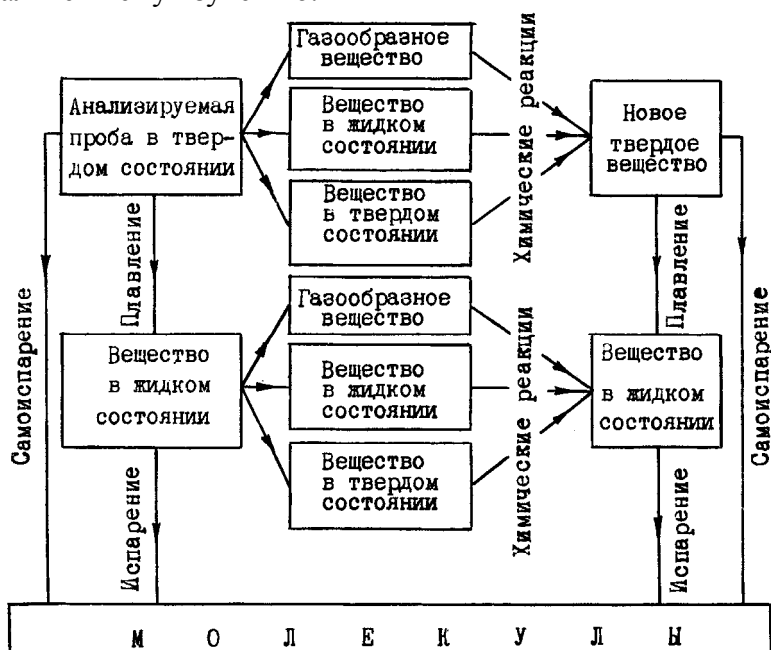 Газообразное
вещество
Анализируемая
проба в твер-
дом состоянии
Вещество
в жидком
состоянии
Вещество
в твердом
состоянии
Химические реакции
Новое
твердое
вещество
Плавление
Плавление
Самоиспарение
Самоиспарение
Газообразное
вещество
Вещество
в жидком
состоянии
Вещество
в жидком
состоянии
Вещество
в твердом
состоянии
Химические реакции
Вещество
в жидком
состоянии
Испарение
Испарение
М О Л Е К У Л Ы